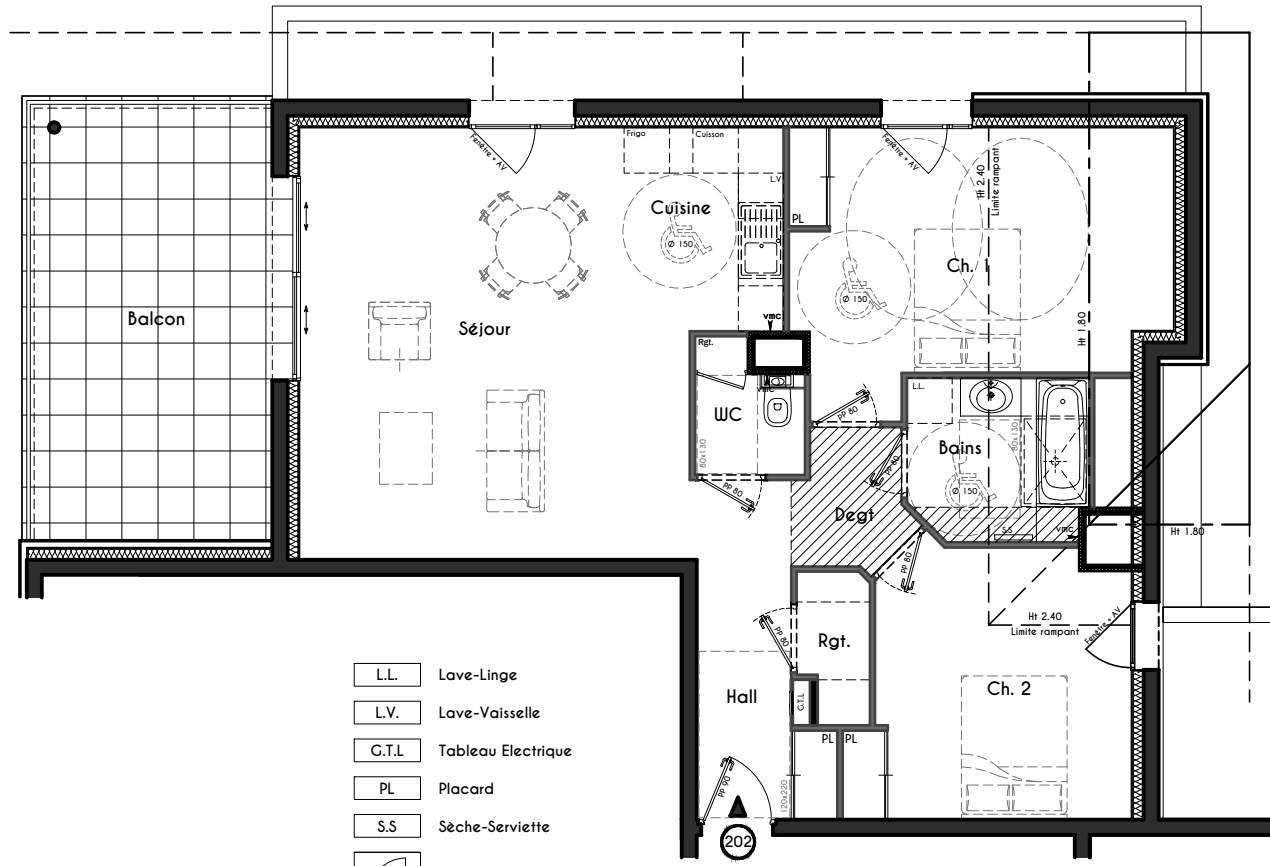 Frigo
Cuisson
Fenêtre + AV
Fenêtre + AV
Ht 2.40
Limite rampant
L.V
PL
Cuisine
Ø 150
Ch. 1
Ø 150
Balcon
Séjour
vmc
Ht 1.80
Rgt.
vmc
WC
80x130
PP 80
PP 80
L.L.
Bains
80x130
PP 80
Ø 150
Degt
S.S
vmc
Ht 1.80
PP 80
Ht 2.40
Limite rampant
Fenêtre + AV
PP 80
Rgt.
Hall
G.T.L
Ch. 2
PL
PL
PP 90
120x220
202
L.L. Lave-Linge
L.V. Lave-Vaisselle
G.T.L Tableau Electrique
PL Placard
S.S Sèche-Serviette